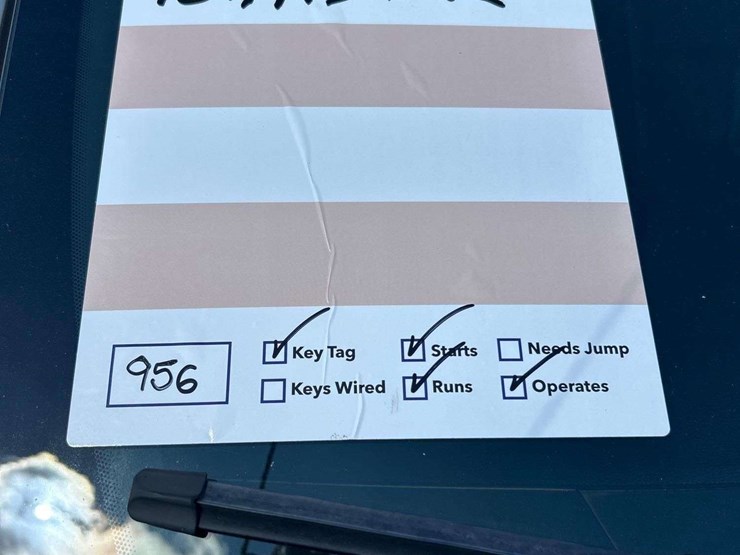 956
Key Tag Starts Needs Jump
Keys Wired Runs Operates